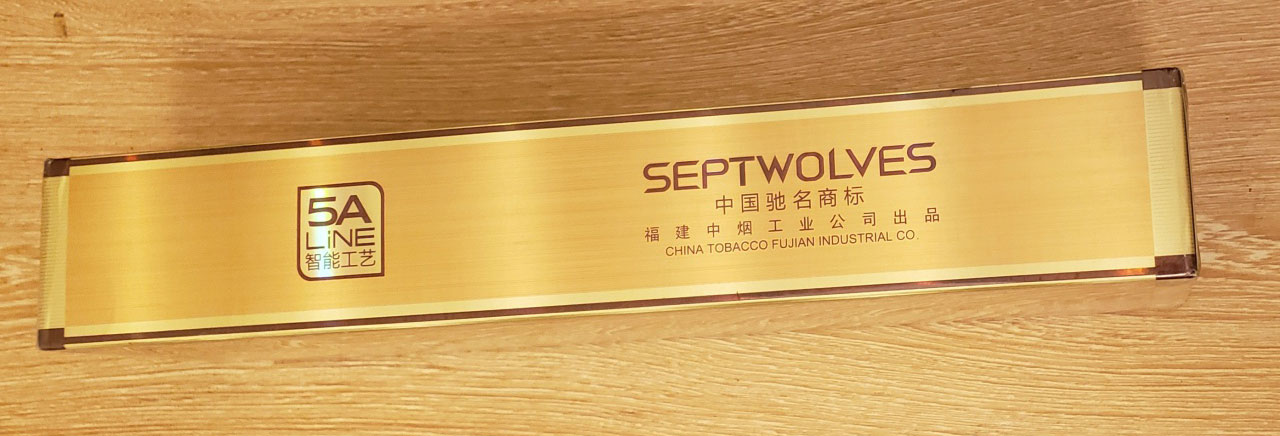 5A
LiNE
智能工艺
SEPTWOLVES
中国驰名商标
福建中烟工业公司出品
CHINA TOBACCO FUJIAN INDUSTRIAL CO.